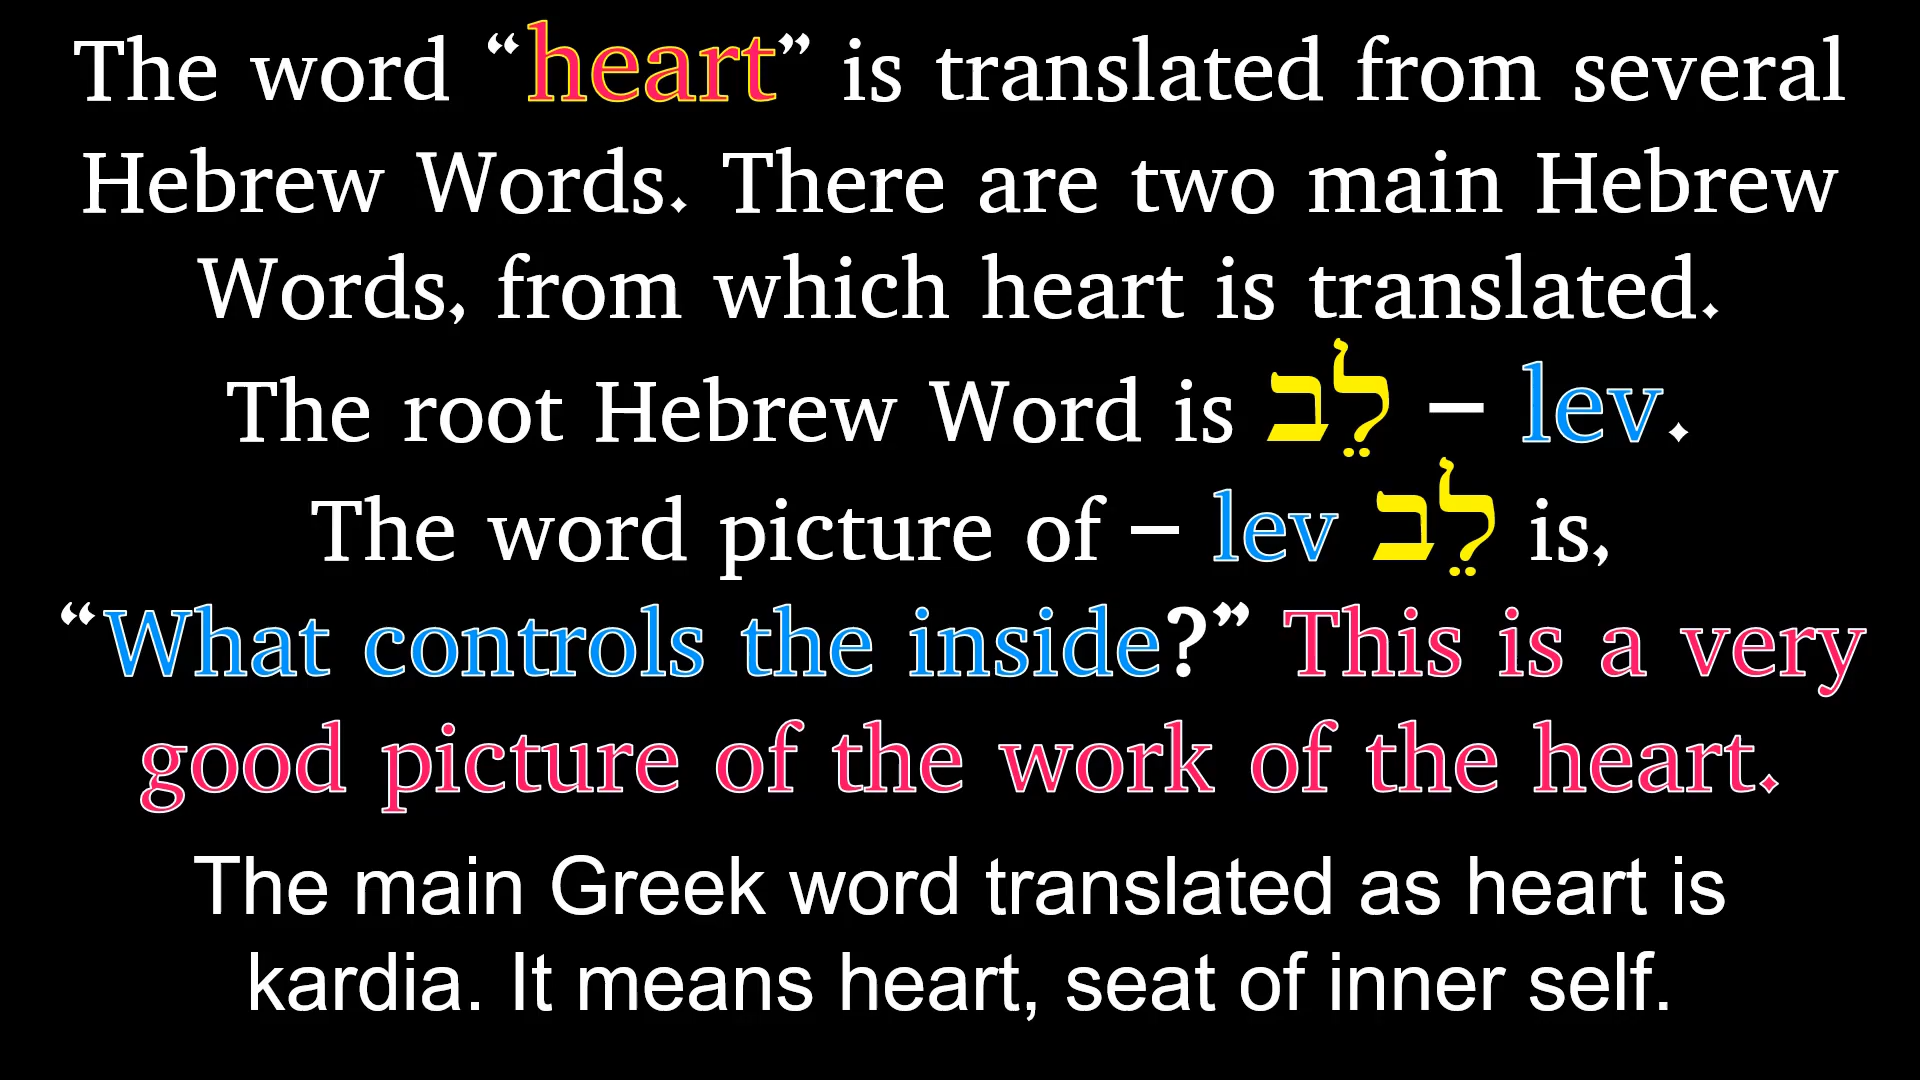 The word “heart” is translated from several
Hebrew Words. There are two main Hebrew
Words, from which heart is translated.
The root Hebrew Word is לֵב – lev.
The word picture of – lev לֵב is,
“What controls the inside?” This is a very
good picture of the work of the heart.
The main Greek word translated as heart is
kardia. It means heart, seat of inner self.